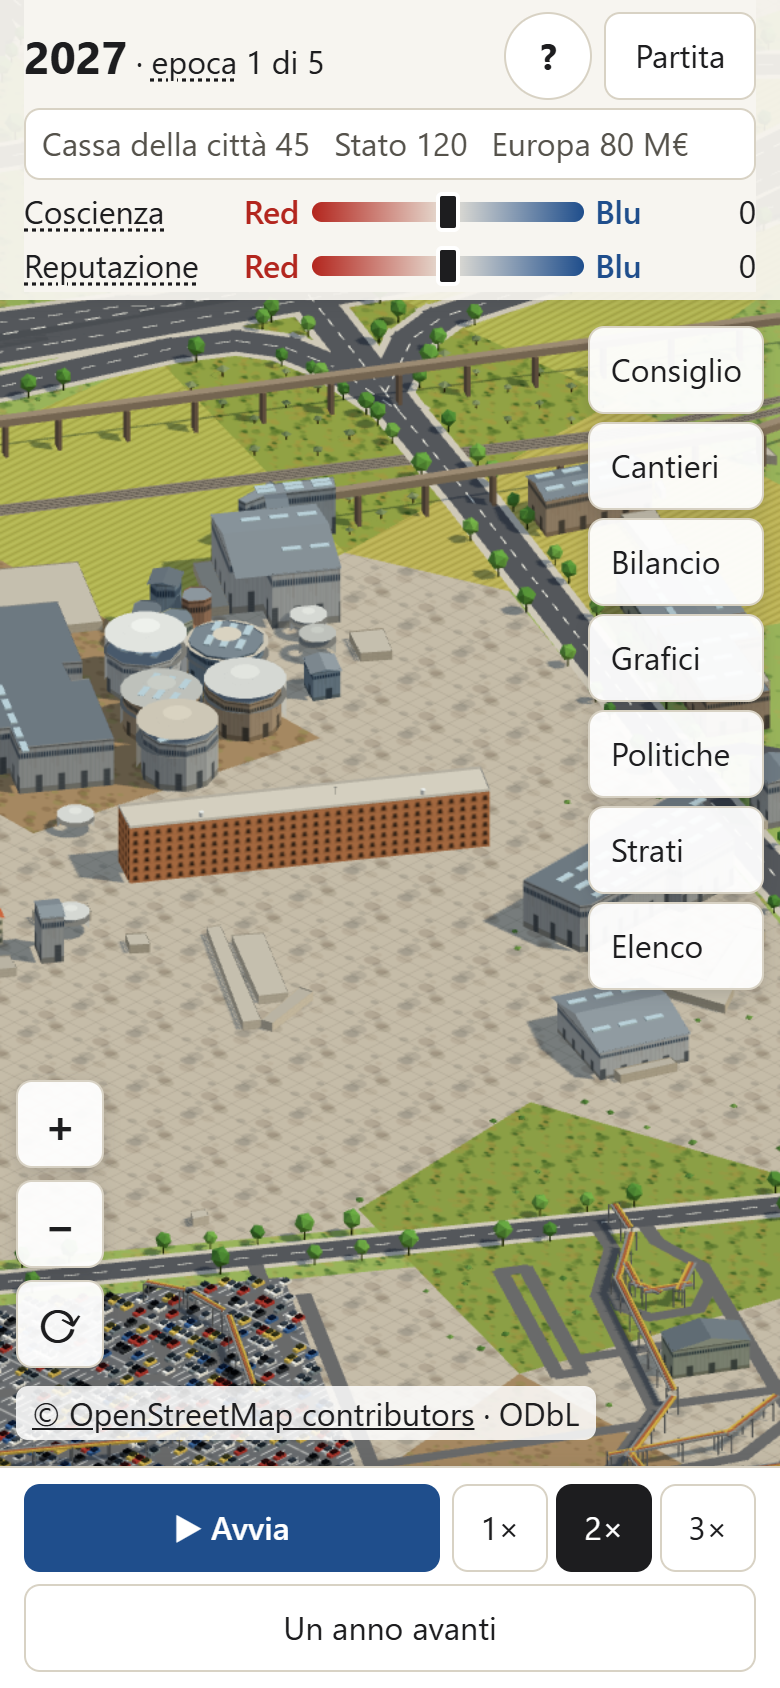 2027 · epoca 1 di 5
?
Partita
Cassa della città 45 Stato 120 Europa 80 M€
Coscienza Red Blu 0
Reputazione Red Blu 0
Consiglio
Cantieri
Bilancio
Grafici
Politiche
Strati
Elenco
+
−
© OpenStreetMap contributors · ODbL
▶ Avvia
1×
2×
3×
Un anno avanti